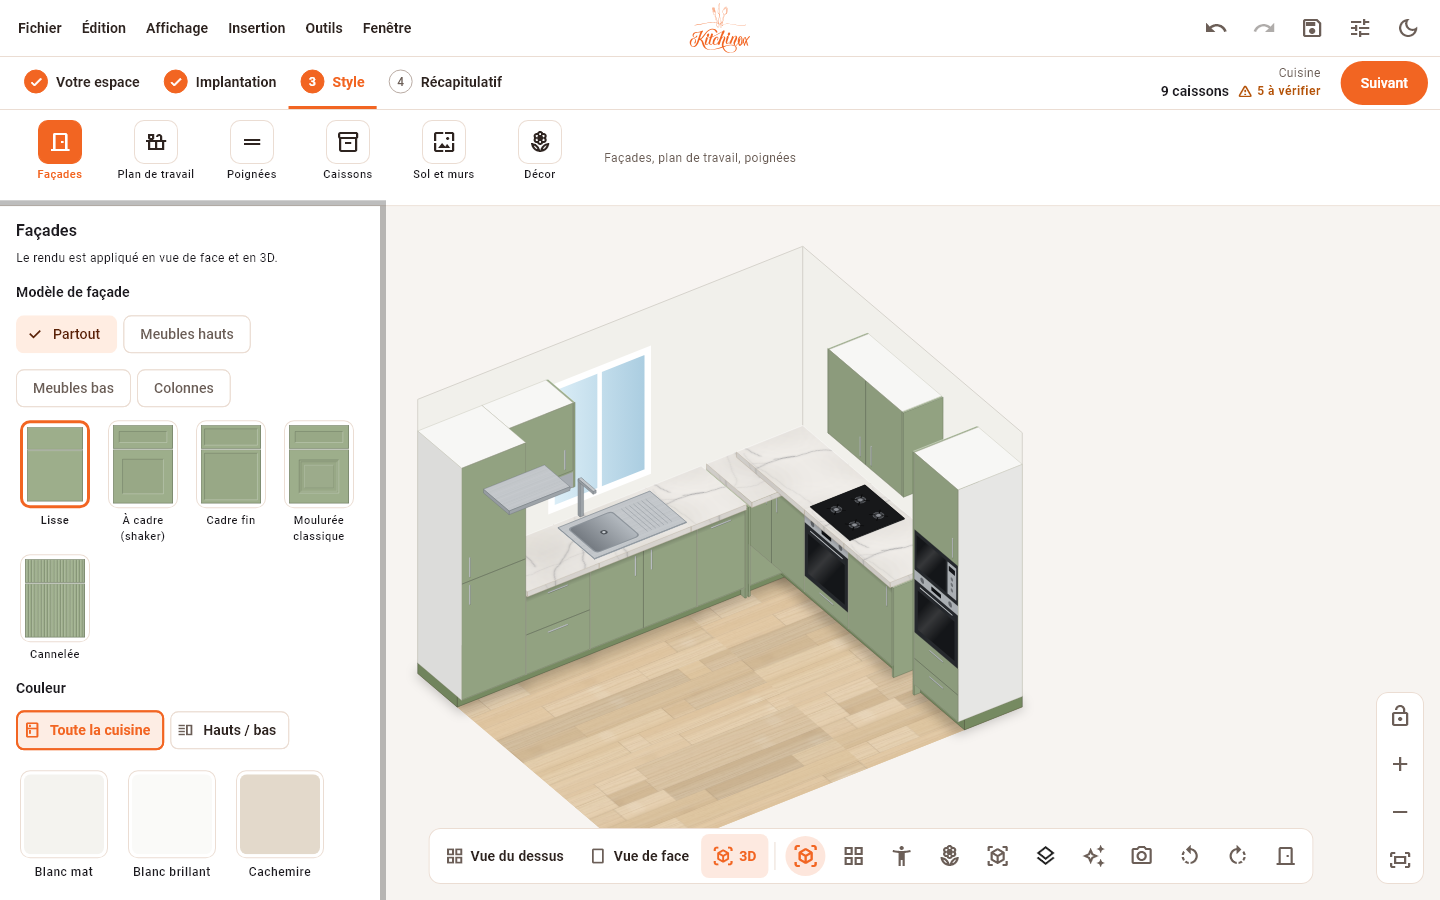 Fichier Édition Affichage Insertion Outils Fenêtre
Kitchinox
Votre espace Implantation 3 Style 4 Récapitulatif
Cuisine
9 caissons 5 à vérifier
Suivant
Façades Plan de travail Poignées Caissons Sol et murs Décor
Façades, plan de travail, poignées
Façades
Le rendu est appliqué en vue de face et en 3D.
Modèle de façade
Partout Meubles hauts
Meubles bas Colonnes
Lisse À cadre (shaker) Cadre fin Moulurée classique
Cannelée
Couleur
Toute la cuisine Hauts / bas
Blanc mat Blanc brillant Cachemire
Vue du dessus Vue de face 3D